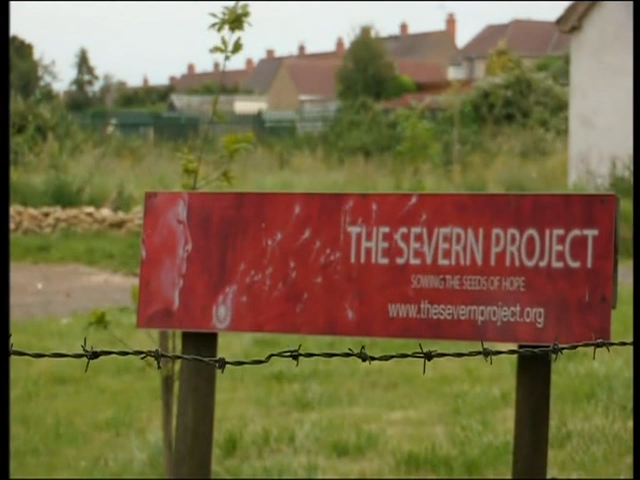 THE SEVERN PROJECT
SOWING THE SEEDS OF HOPE
www.thesevernproject.org